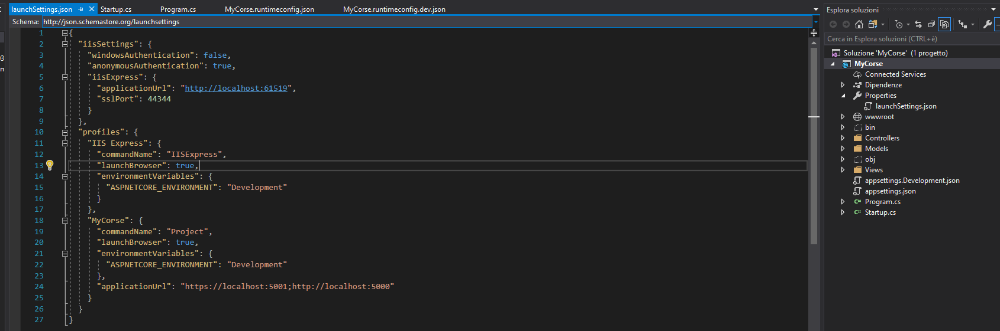 launchSettings.json Startup.cs Program.cs MyCorse.runtimeconfig.json MyCorse.runtimeconfig.dev.json
Schema: http://json.schemastore.org/launchsettings
1 {
2 "iisSettings": {
3 "windowsAuthentication": false,
4 "anonymousAuthentication": true,
5 "iisExpress": {
6 "applicationUrl": "http://localhost:61519",
7 "sslPort": 44344
8 }
9 },
10 "profiles": {
11 "IIS Express": {
12 "commandName": "IISExpress",
13 "launchBrowser": true,
14 "environmentVariables": {
15 "ASPNETCORE_ENVIRONMENT": "Development"
16 }
17 },
18 "MyCorse": {
19 "commandName": "Project",
20 "launchBrowser": true,
21 "environmentVariables": {
22 "ASPNETCORE_ENVIRONMENT": "Development"
23 },
24 "applicationUrl": "https://localhost:5001;http://localhost:5000"
25 }
26 }
27 }
Esplora soluzioni
Cerca in Esplora soluzioni (CTRL+è)
Soluzione 'MyCorse' (1 progetto)
MyCorse
Connected Services
Dipendenze
Properties
launchSettings.json
wwwroot
bin
Controllers
Models
obj
Views
appsettings.Development.json
appsettings.json
C# Program.cs
C# Startup.cs